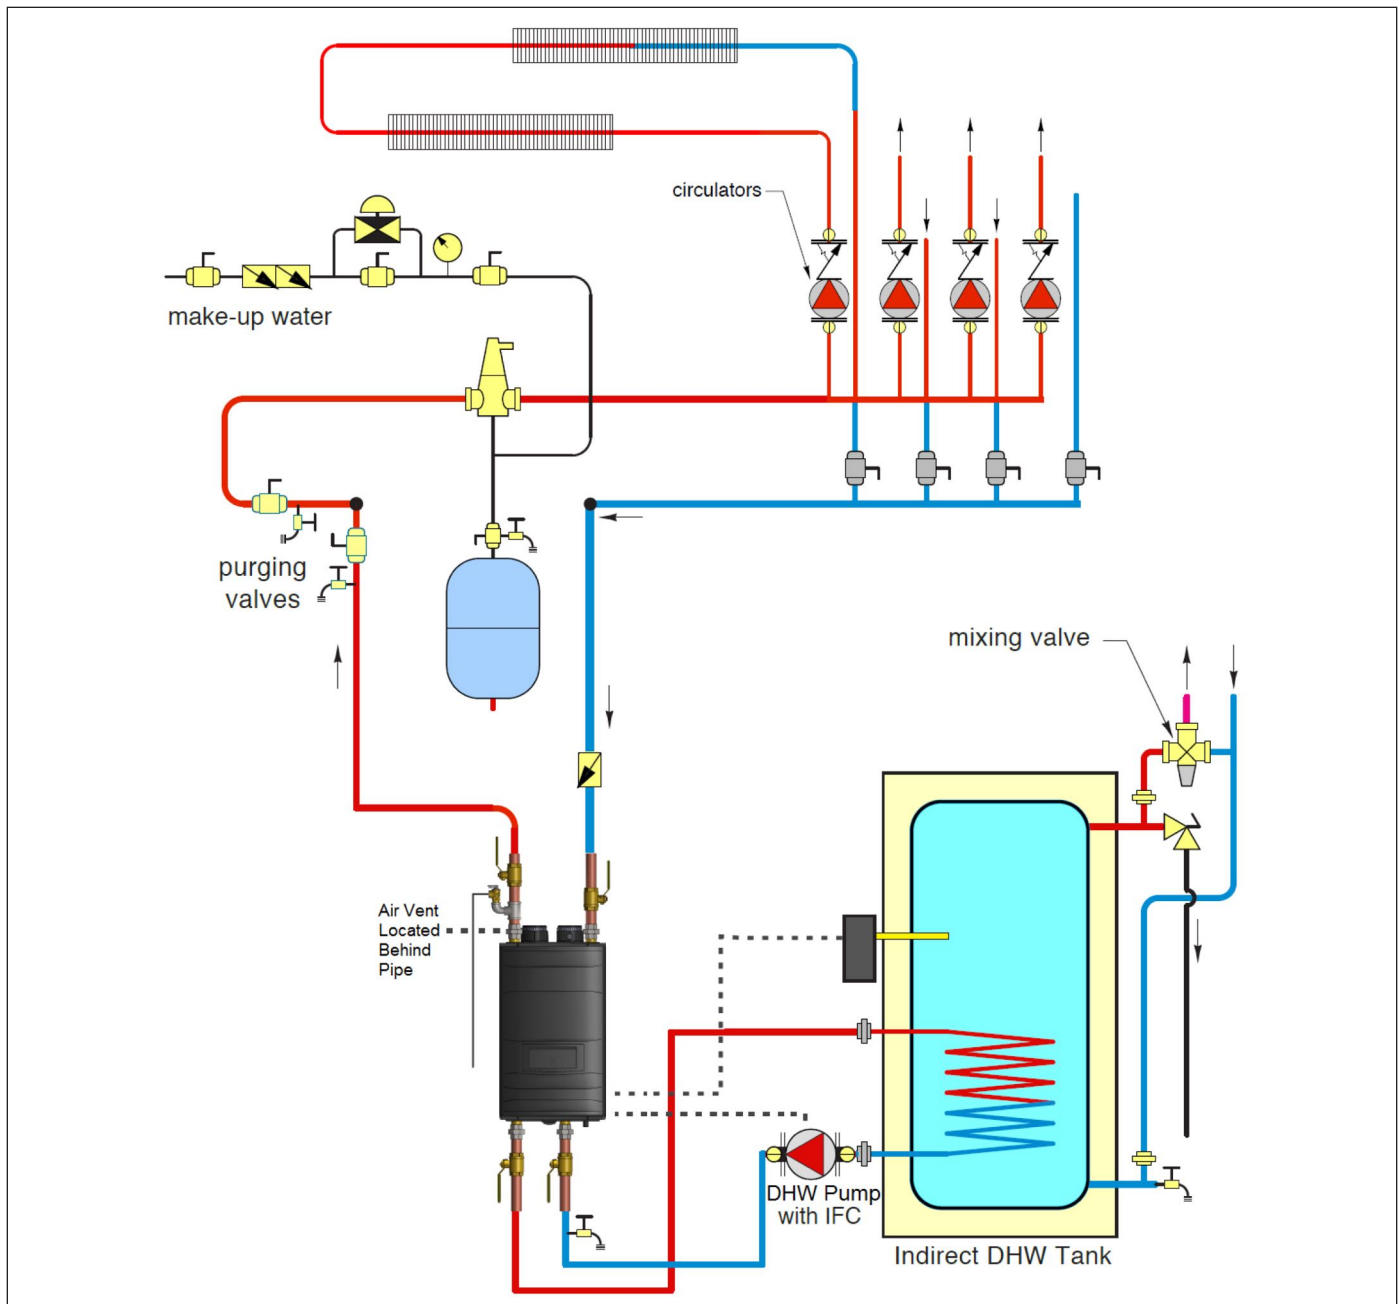 circulators
make-up water
purging
valves
mixing valve
Air Vent
Located
Behind
Pipe
DHW Pump
with IFC
Indirect DHW Tank